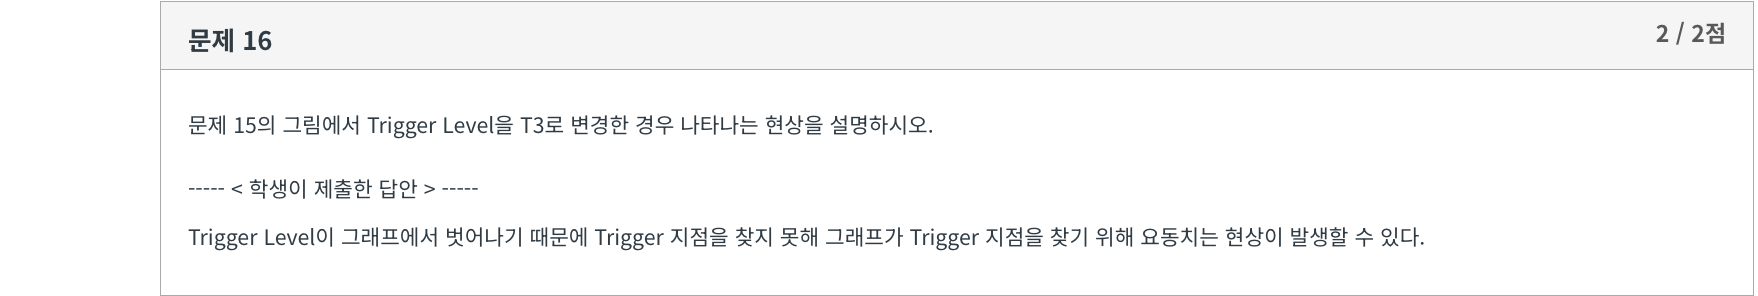 문제 16
2 / 2점
문제 15의 그림에서 Trigger Level을 T3로 변경한 경우 나타나는 현상을 설명하시오.
----- < 학생이 제출한 답안 > -----
Trigger Level이 그래프에서 벗어나기 때문에 Trigger 지점을 찾지 못해 그래프가 Trigger 지점을 찾기 위해 요동치는 현상이 발생할 수 있다.